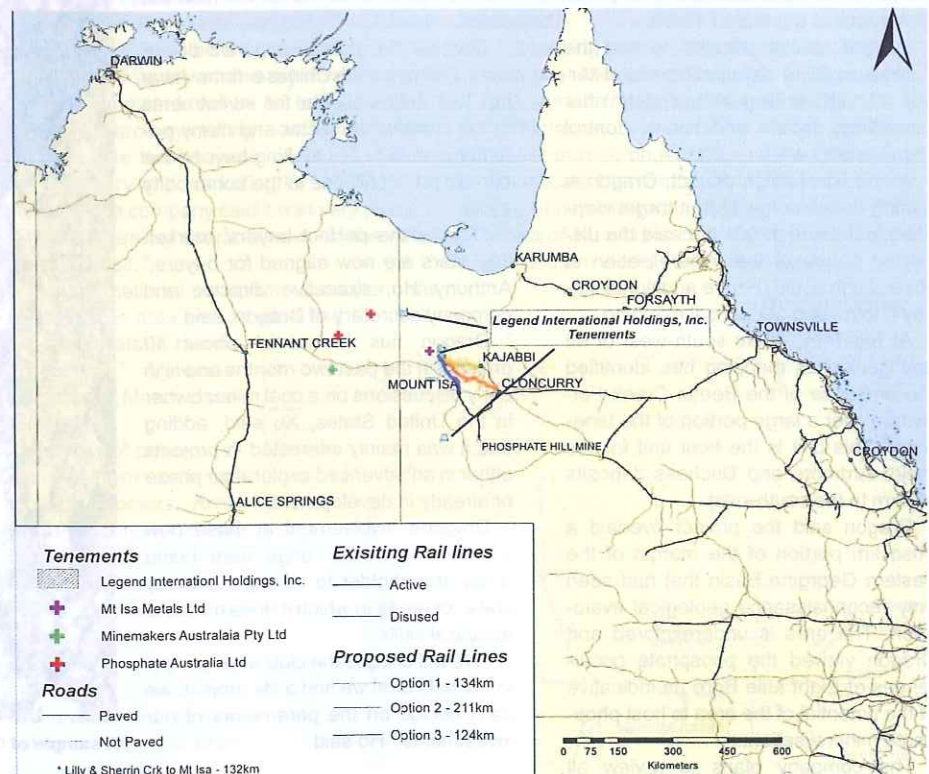 DARWIN
KARUMBA
CROYDON
FORSYTH
Legend International Holdings, Inc.
Tenements
TOWNSVILLE
TENNANT CREEK
KAJABBI
MOUNT ISA
CLONCURRY
PHOSPHATE HILL MINE
CROYDON
ALICE SPRINGS
Tenements
Legend Internationl Holdings, Inc.
Mt Isa Metals Ltd
Minemakers Australaia Pty Ltd
Phosphate Australia Ltd
Roads
Paved
Not Paved
* Lilly & Sherrin Crk to Mt Isa - 132km
Exisiting Rail lines
Active
Disused
Proposed Rail Lines
Option 1 - 134km
Option 2 - 211km
Option 3 - 124km
0 75 150 300 450 600
Kilometers